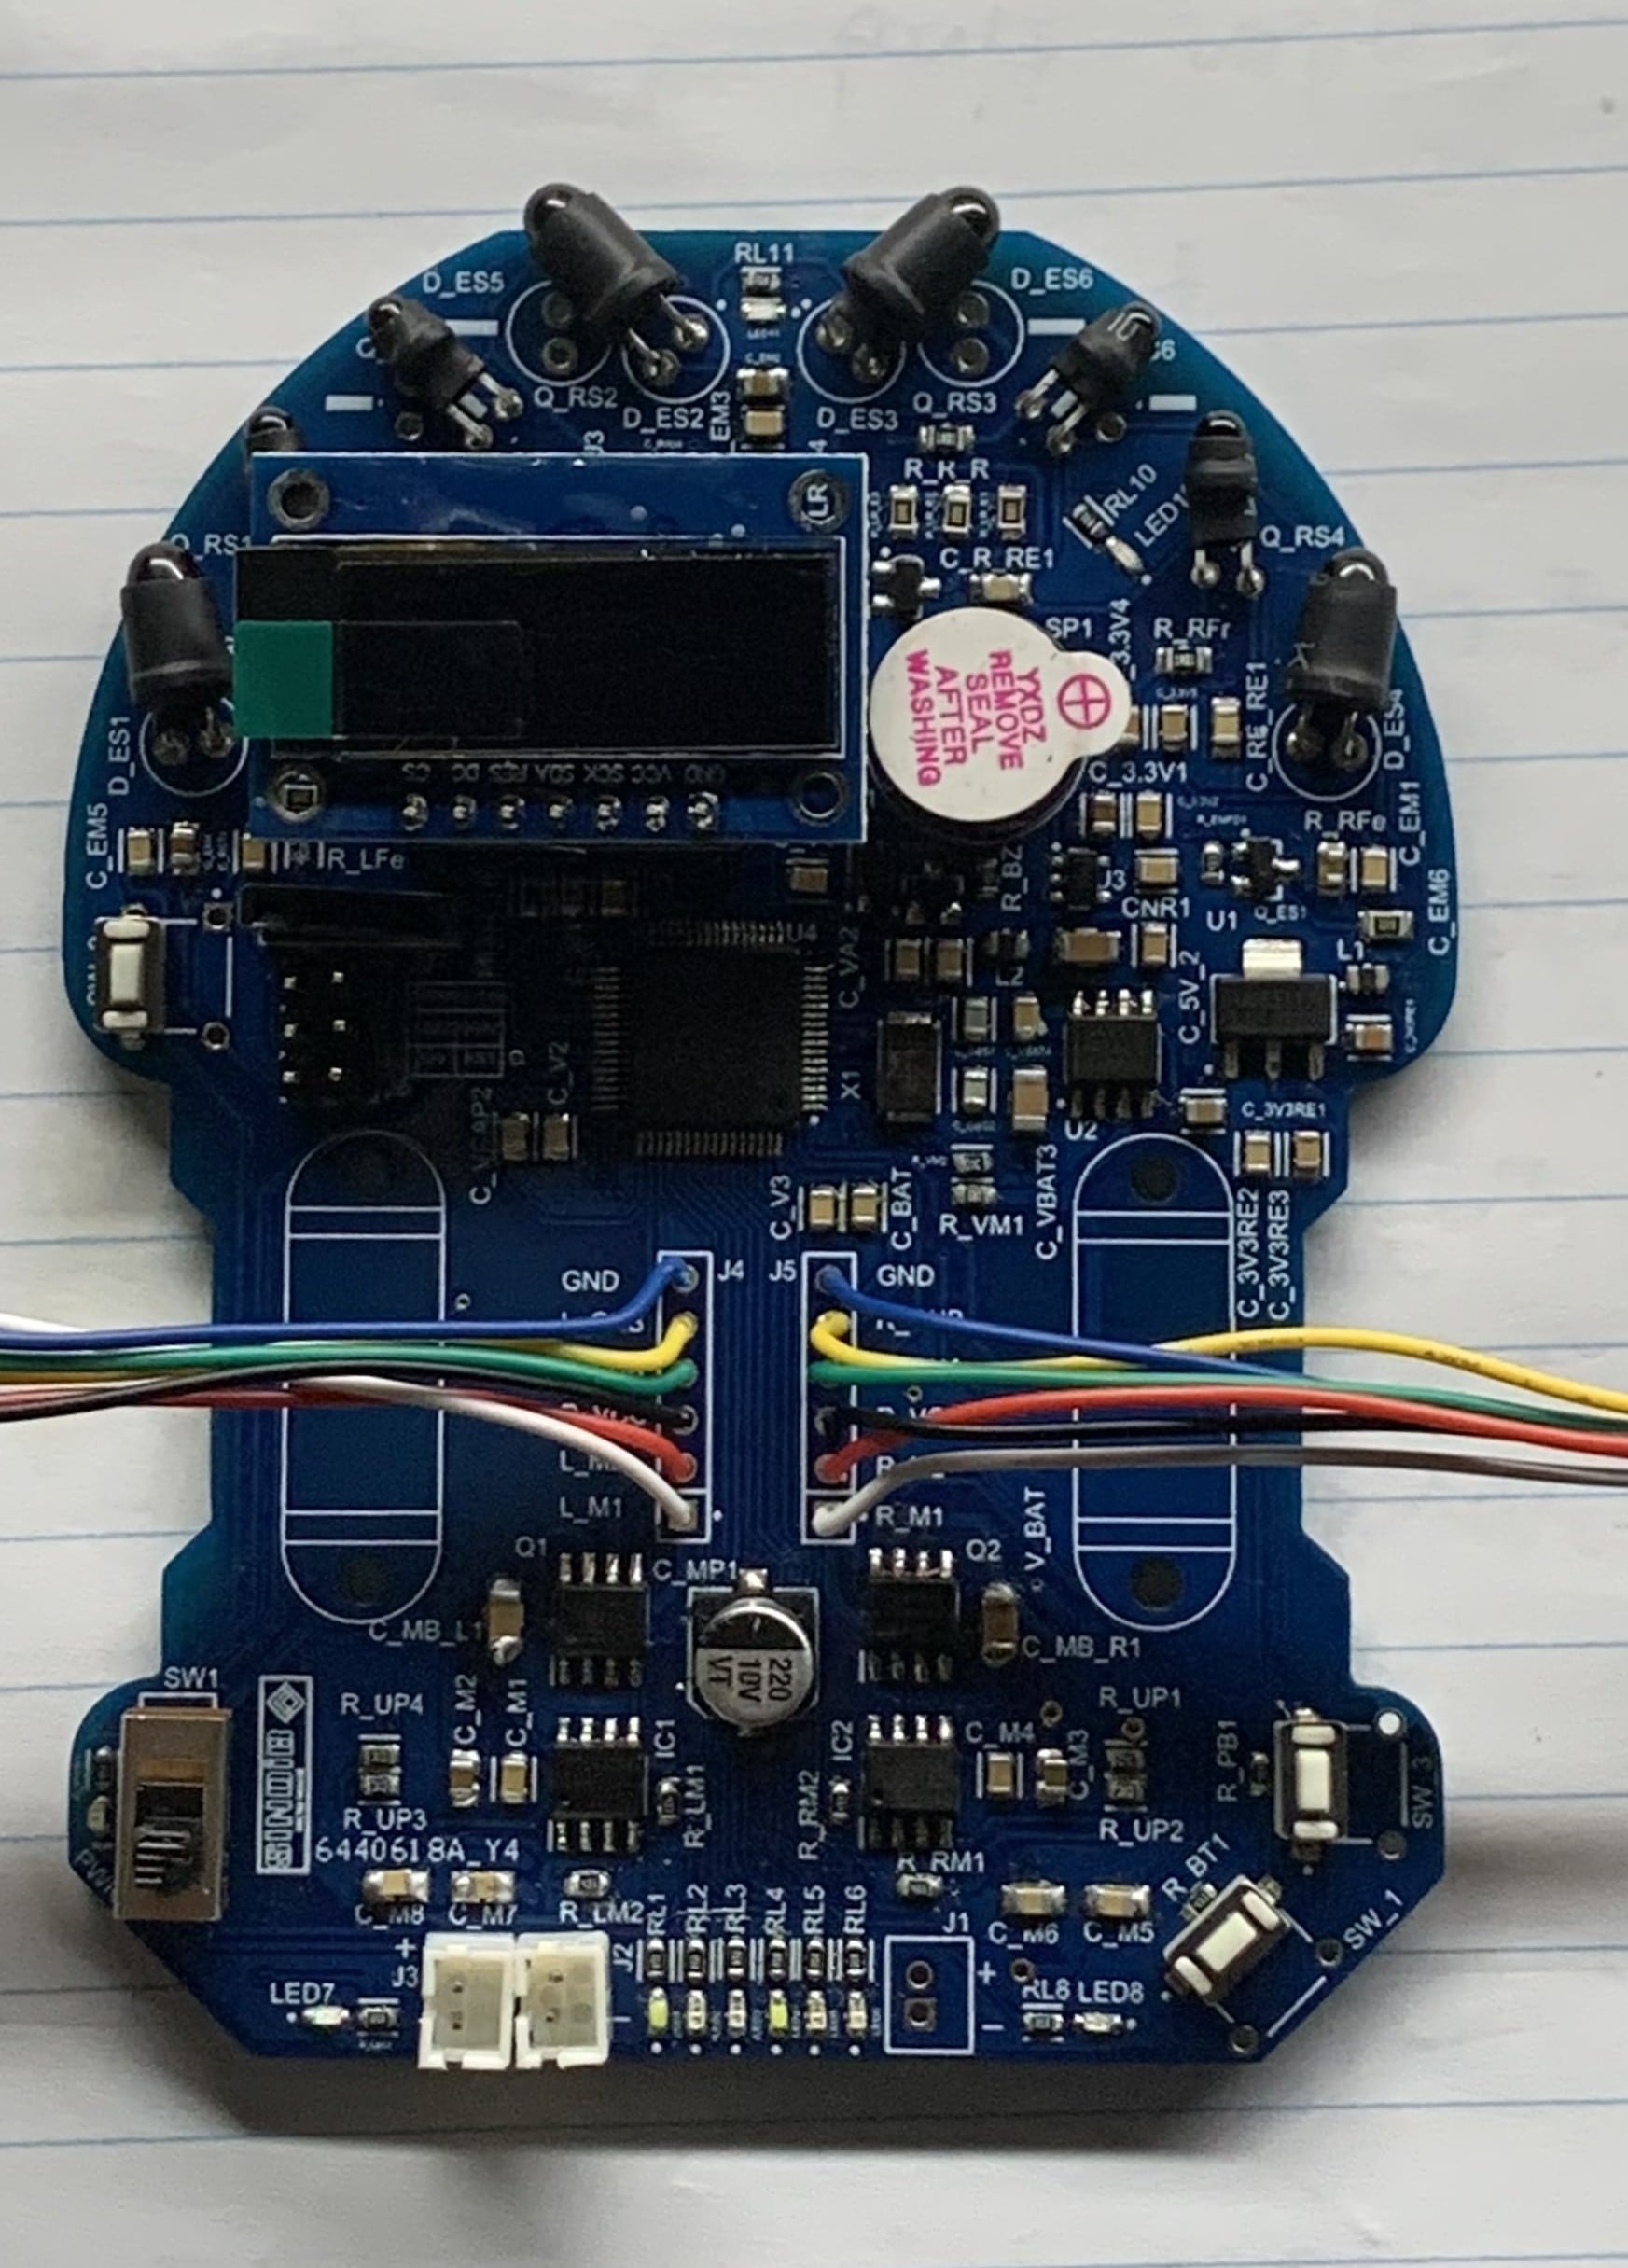 RL11
D_ES5
D_ES6
Q_RS2
D_ES2
EM3
D_ES3
Q_RS3
R_R_R
RL10
LR
Q_RS1
C_R_RE1
Q_RS4
SP1
R_RFr
YXDZ
REMOVE
SEAL
AFTER
WASHING
D_ES1
D_ES4
C_RE_RE1
CS DC RES SDA SCK VCC GND
C_3.3V1
C_EM5
R_LFe
R_BZ
CNR1
U1
Q_ES1
R_RFe
C_EM1
C_EM6
U4
C_VA2
L1
C_5V_2
C_V2
X1
U2
C_3V3RE1
C_V3
C_BAT
R_VM1
C_VBAT3
C_3V3RE2
C_3V3RE3
GND
J4
J5
GND
L_M1
R_M1
V_BAT
Q1
C_MP1
Q2
C_MB_L1
220
10V
VT
C_MB_R1
SW1
R_UP4
C_M2
C_M1
IC1
IC2
C_M4
C_M3
R_UP1
R_PB1
SW_3
R_UP3
R_LM1
R_RM2
R_UP2
SINDIH
6440618A_Y4
R_RM1
R_BT1
C_M8
C_M7
R_LM2
RL1
RL2
RL3
RL4
RL5
RL6
J1
C_M6
C_M5
SW_1
+
J3
J2
+
LED7
-
-
RL8
LED8